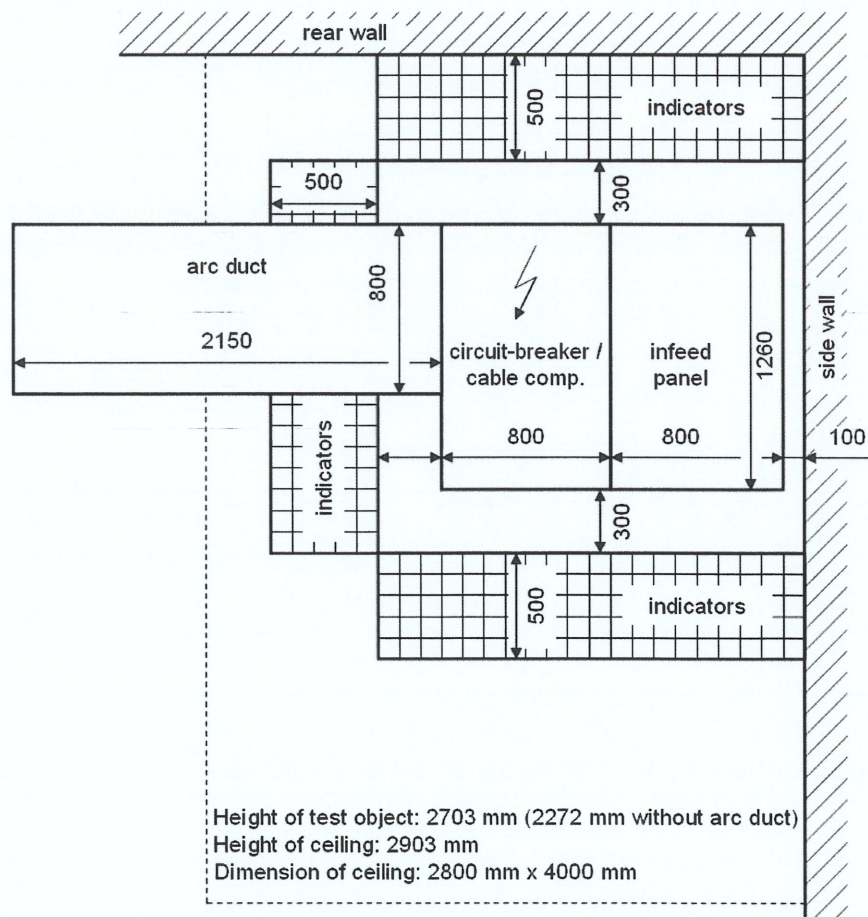 rear wall
500
indicators
500
300
arc duct
800
2150
circuit-breaker /
cable comp.
infeed
panel
1260
side wall
800
800
100
indicators
300
500
indicators
Height of test object: 2703 mm (2272 mm without arc duct)
Height of ceiling: 2903 mm
Dimension of ceiling: 2800 mm x 4000 mm